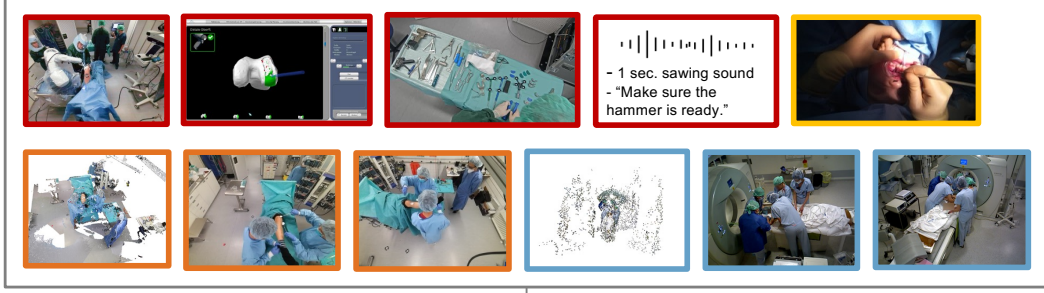 - 1 sec. sawing sound
- “Make sure the
hammer is ready.”